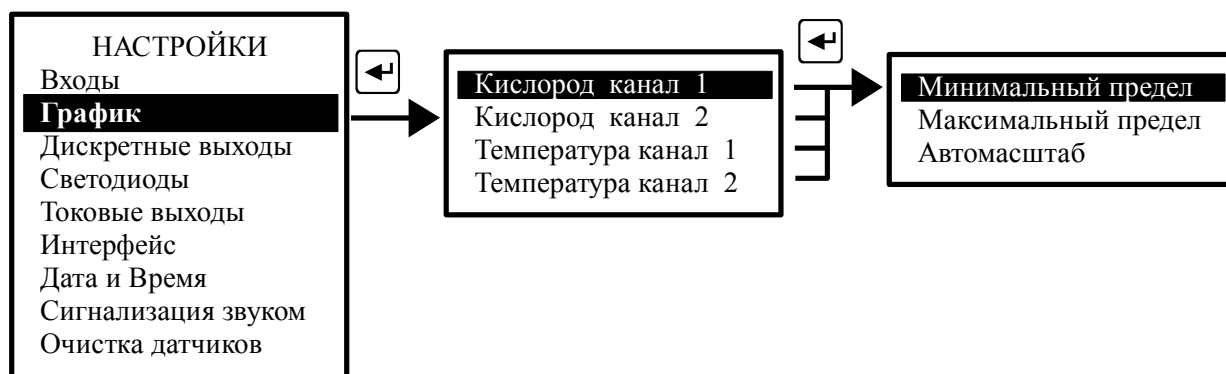 НАСТРОЙКИ
Входы
График
Дискретные выходы
Светодиоды
Токовые выходы
Интерфейс
Дата и Время
Сигнализация звуком
Очистка датчиков
Кислород канал 1
Кислород канал 2
Температура канал 1
Температура канал 2
Минимальный предел
Максимальный предел
Автомасштаб